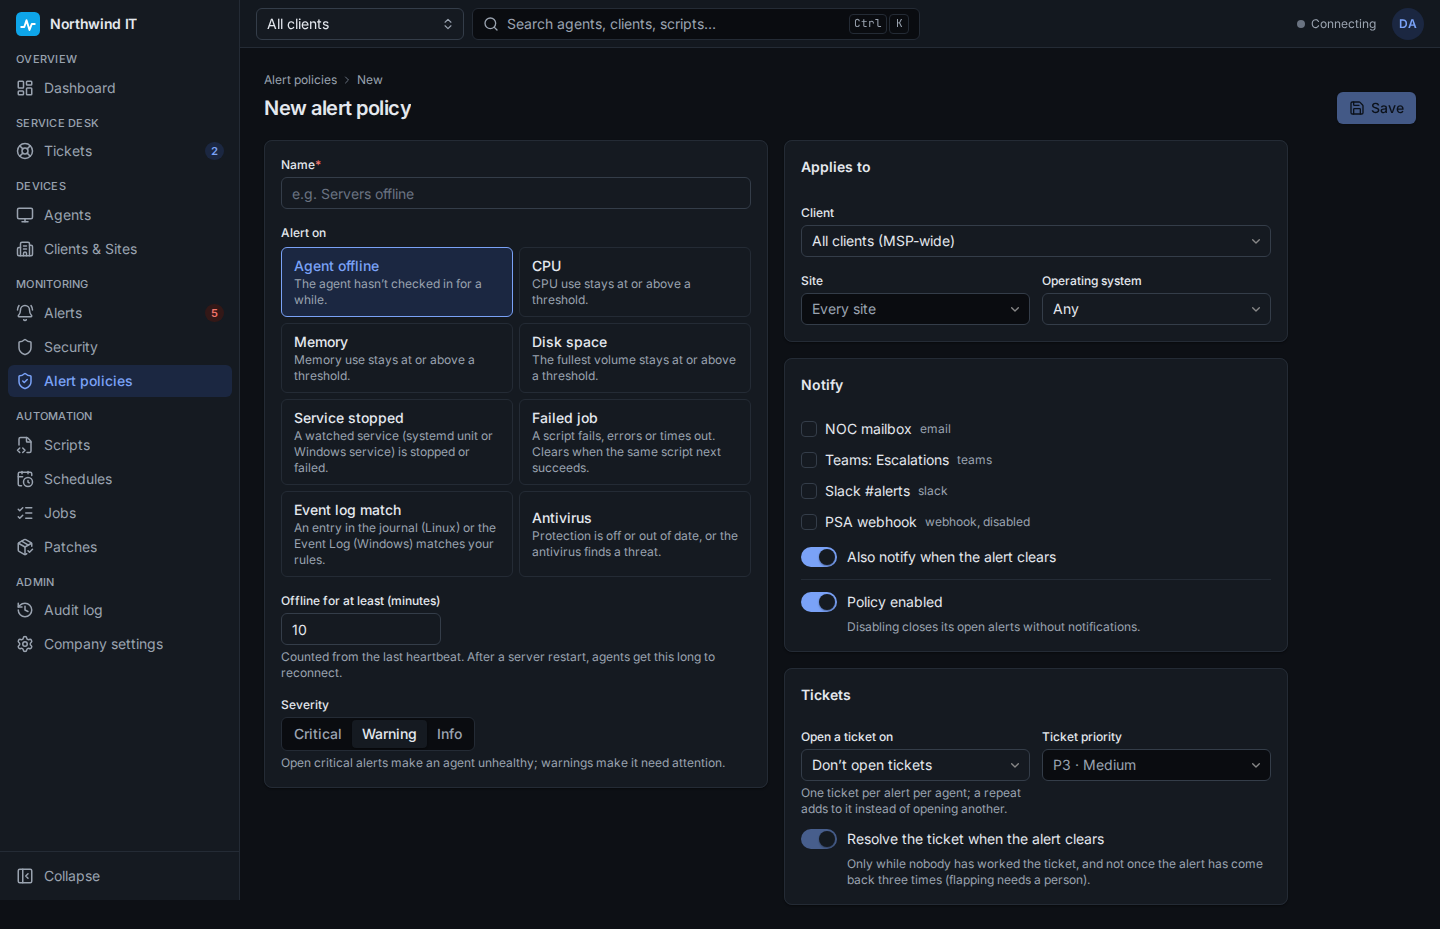 Northwind IT
All clients
Search agents, clients, scripts...
Ctrl K
Connecting
DA
OVERVIEW
Dashboard
SERVICE DESK
Tickets
2
DEVICES
Agents
Clients & Sites
MONITORING
Alerts
5
Security
Alert policies
AUTOMATION
Scripts
Schedules
Jobs
Patches
ADMIN
Audit log
Company settings
Collapse
Alert policies > New
New alert policy
Save
Name*
e.g. Servers offline
Alert on
Agent offline
The agent hasn't checked in for a
while.
CPU
CPU use stays at or above a
threshold.
Memory
Memory use stays at or above a
threshold.
Disk space
The fullest volume stays at or above
a threshold.
Service stopped
A watched service (systemd unit or
Windows service) is stopped or
failed.
Failed job
A script fails, errors or times out.
Clears when the same script next
succeeds.
Event log match
An entry in the journal (Linux) or the
Event Log (Windows) matches your
rules.
Antivirus
Protection is off or out of date, or the
antivirus finds a threat.
Offline for at least (minutes)
10
Counted from the last heartbeat. After a server restart, agents get this long to
reconnect.
Severity
Critical Warning Info
Open critical alerts make an agent unhealthy; warnings make it need attention.
Applies to
Client
All clients (MSP-wide)
Site
Every site
Operating system
Any
Notify
NOC mailbox email
Teams: Escalations teams
Slack #alerts slack
PSA webhook webhook, disabled
Also notify when the alert clears
Policy enabled
Disabling closes its open alerts without notifications.
Tickets
Open a ticket on
Don't open tickets
One ticket per alert per agent; a repeat
adds to it instead of opening another.
Ticket priority
P3 · Medium
Resolve the ticket when the alert clears
Only while nobody has worked the ticket, and not once the alert has come
back three times (flapping needs a person).